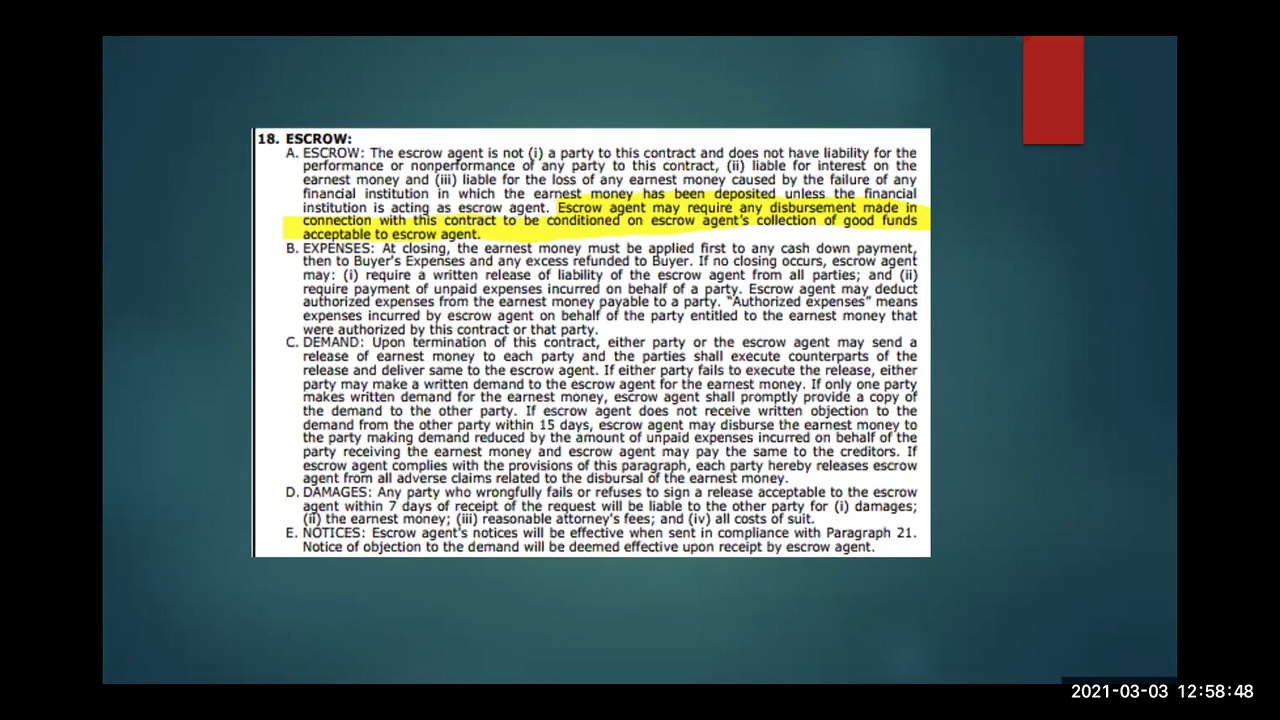 18. ESCROW:
A. ESCROW: The escrow agent is not (i) a party to this contract and does not have liability for the
performance or nonperformance of any party to this contract, (ii) liable for interest on the
earnest money and (iii) liable for the loss of any earnest money caused by the failure of any
financial institution in which the earnest money has been deposited unless the financial
institution is acting as escrow agent. Escrow agent may require any disbursement made in
connection with this contract to be conditioned on escrow agent's collection of good funds
acceptable to escrow agent.
B. EXPENSES: At closing, the earnest money must be applied first to any cash down payment,
then to Buyer's Expenses and any excess refunded to Buyer. If no closing occurs, escrow agent
may: (i) require a written release of liability of the escrow agent from all parties; and (ii)
require payment of unpaid expenses incurred on behalf of a party. Escrow agent may deduct
authorized expenses from the earnest money payable to a party. "Authorized expenses" means
expenses incurred by escrow agent on behalf of the party entitled to the earnest money that
were authorized by this contract or that party.
C. DEMAND: Upon termination of this contract, either party or the escrow agent may send a
release of earnest money to each party and the parties shall execute counterparts of the
release and deliver same to the escrow agent. If either party fails to execute the release, either
party may make a written demand to the escrow agent for the earnest money. If only one party
makes written demand for the earnest money, escrow agent shall promptly provide a copy of
the demand to the other party. If escrow agent does not receive written objection to the
demand from the other party within 15 days, escrow agent may disburse the earnest money to
the party making demand reduced by the amount of unpaid expenses incurred on behalf of the
party receiving the earnest money and escrow agent may pay the same to the creditors. If
escrow agent complies with the provisions of this paragraph, each party hereby releases escrow
agent from all adverse claims related to the disbursal of the earnest money.
D. DAMAGES: Any party who wrongfully fails or refuses to sign a release acceptable to the escrow
agent within 7 days of receipt of the request will be liable to the other party for (i) damages;
(ii) the earnest money; (iii) reasonable attorney's fees; and (iv) all costs of suit.
E. NOTICES: Escrow agent's notices will be effective when sent in compliance with Paragraph 21.
Notice of objection to the demand will be deemed effective upon receipt by escrow agent.
2021-03-03 12:58:48